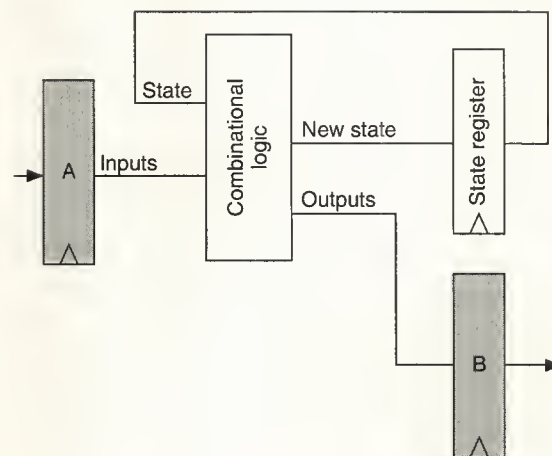 State
A
Inputs
Combinational
logic
New state
Outputs
State register
B